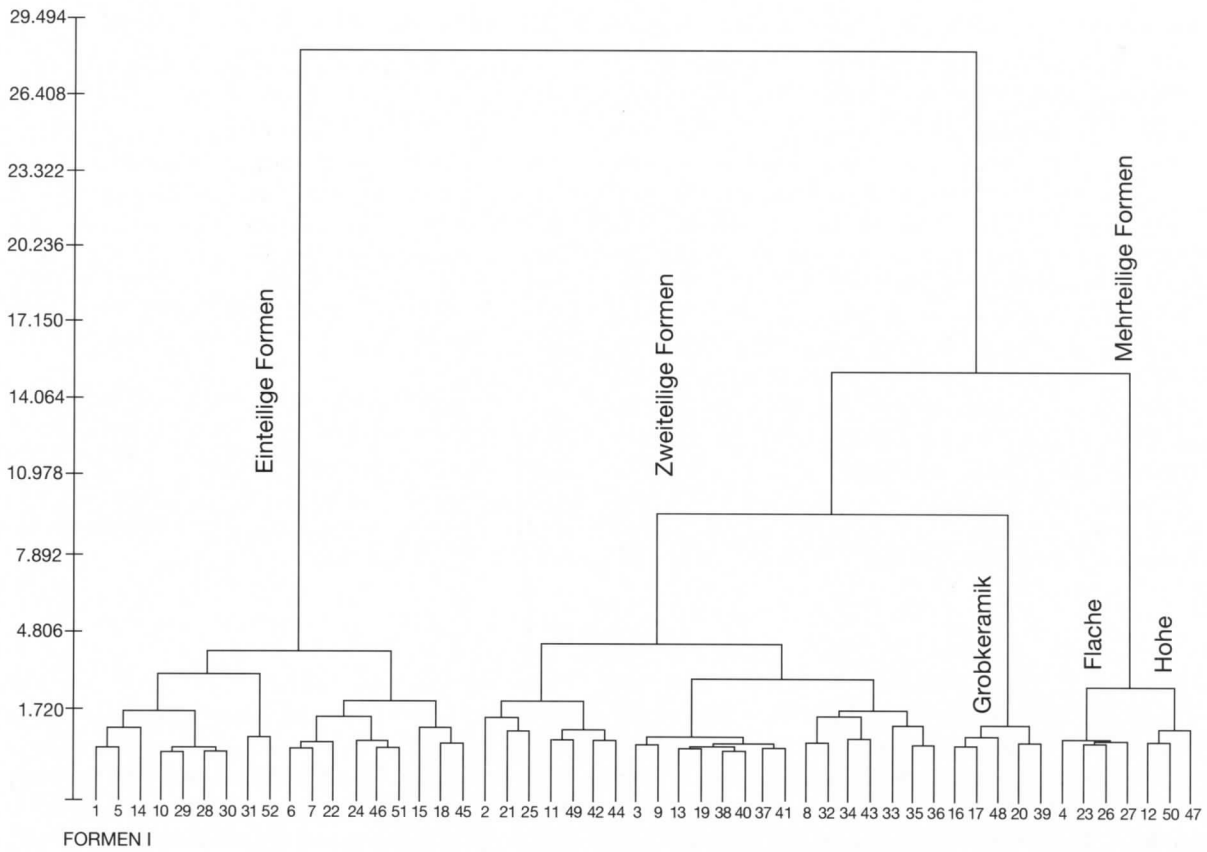 29.494
26.408
23.322
20.236
17.150
14.064
10.978
7.892
4.806
1.720
Einteilige Formen
Zweiteilige Formen
Mehrteilige Formen
Grobkeramik
Flache
Hohe
1 5 14 10 29 28 30 31 52 6 7 22 24 46 51 15 18 45 2 21 25 11 49 42 44 3 9 13 19 38 40 37 41 8 32 34 43 33 35 36 16 17 48 20 39 4 23 26 27 12 50 47
FORMEN I